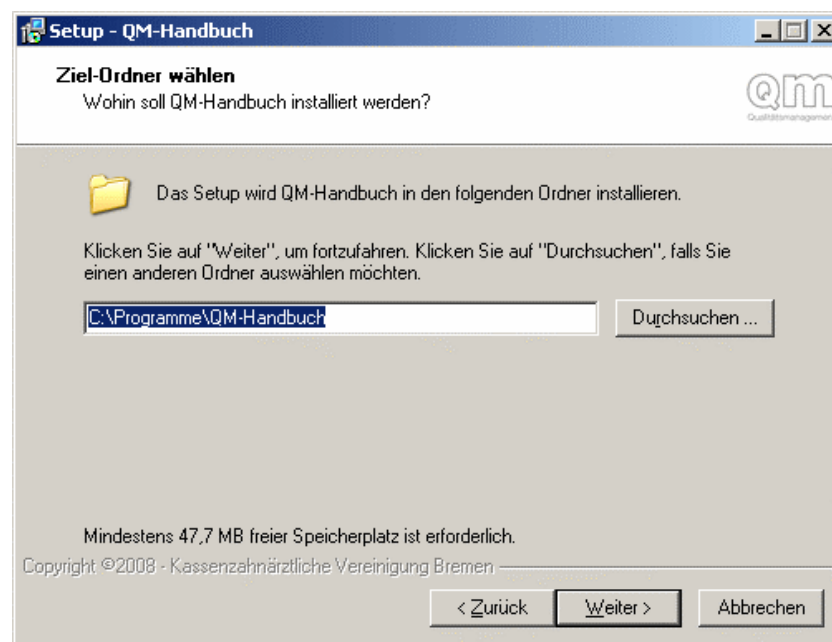 Setup - QM-Handbuch
Ziel-Ordner wählen
Wohin soll QM-Handbuch installiert werden?
qm
Qualitätsmanagement
Das Setup wird QM-Handbuch in den folgenden Ordner installieren.
Klicken Sie auf "Weiter", um fortzufahren. Klicken Sie auf "Durchsuchen", falls Sie
einen anderen Ordner auswählen möchten.
C:\Programme\QM-Handbuch
Durchsuchen ...
Mindestens 47,7 MB freier Speicherplatz ist erforderlich.
Copyright ©2008 - Kassenzahnärztliche Vereinigung Bremen
< Zurück
Weiter >
Abbrechen